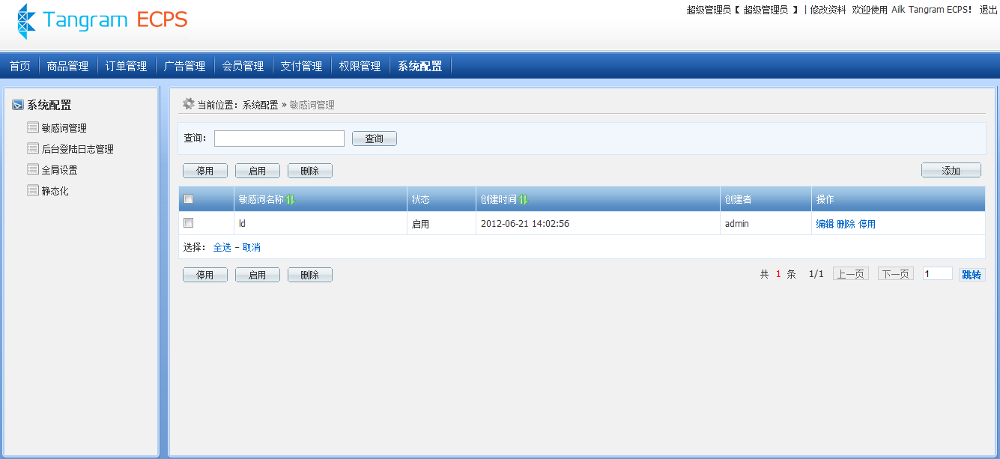 Tangram ECPS
超级管理员【 超级管理员 】 | 修改资料 欢迎使用 Ailk Tangram ECPS! 退出
首页 商品管理 订单管理 广告管理 会员管理 支付管理 权限管理 系统配置
系统配置
敏感词管理
后台登陆日志管理
全局设置
静态化
当前位置：系统配置 » 敏感词管理
查询： 查询
停用 启用 删除 添加
敏感词名称 状态 创建时间 创建者 操作
ld 启用 2012-06-21 14:02:56 admin 编辑 删除 停用
选择： 全选 – 取消
停用 启用 删除 共 1 条 1/1 上一页 下一页 1 跳转